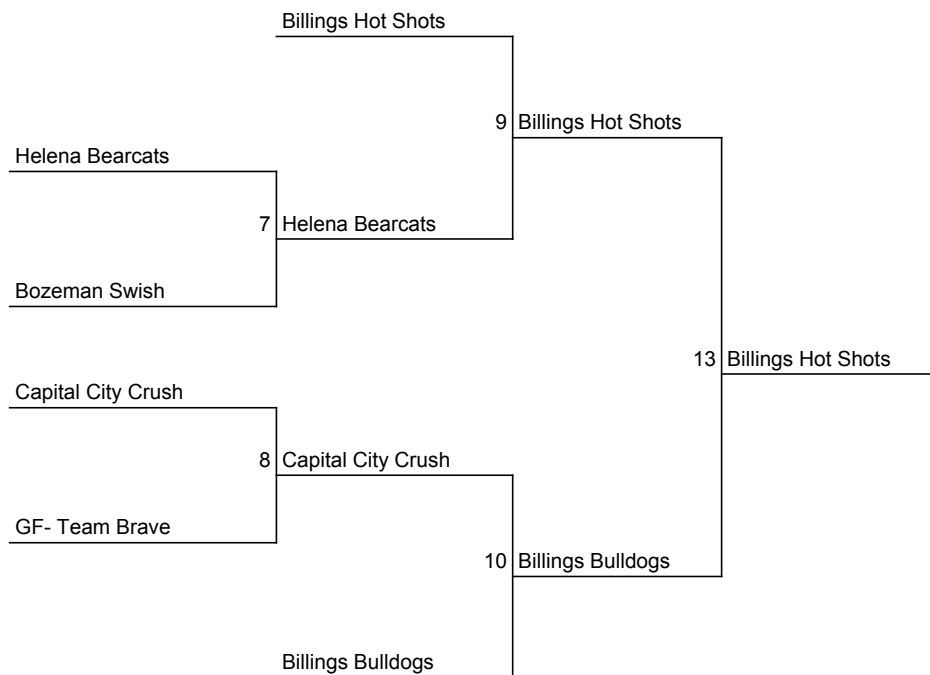 Billings Hot Shots
9 Billings Hot Shots
Helena Bearcats
7 Helena Bearcats
Bozeman Swish
13 Billings Hot Shots
Capital City Crush
8 Capital City Crush
GF- Team Brave
10 Billings Bulldogs
Billings Bulldogs